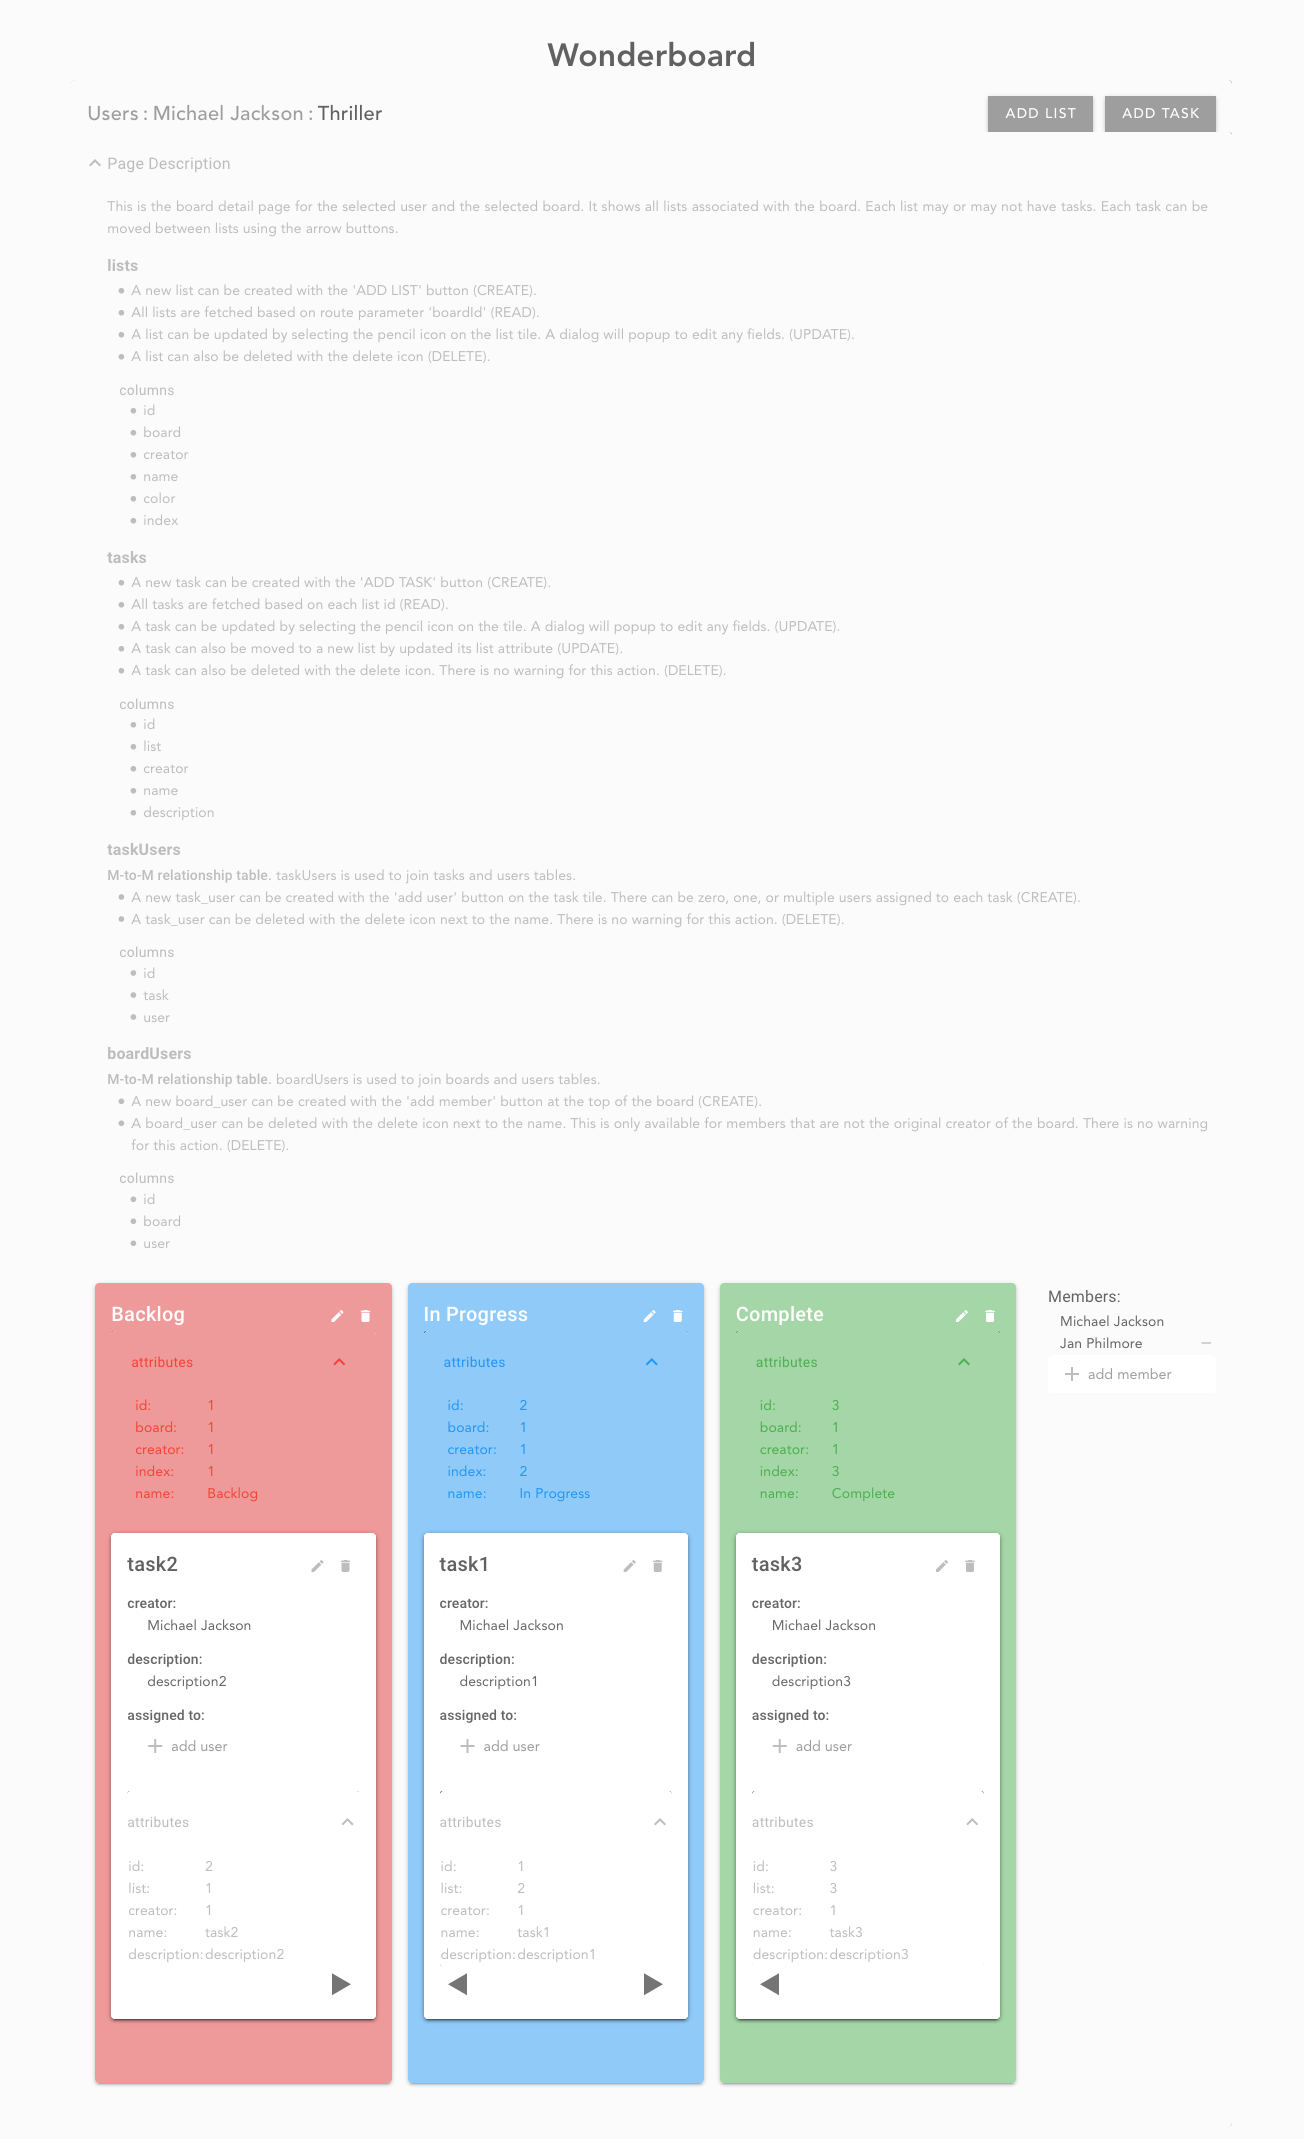 Wonderboard
Users : Michael Jackson : Thriller
ADD LIST
ADD TASK
Page Description
This is the board detail page for the selected user and the selected board. It shows all lists associated with the board. Each list may or may not have tasks. Each task can be
moved between lists using the arrow buttons.
lists
• A new list can be created with the 'ADD LIST' button (CREATE).
• All lists are fetched based on route parameter 'boardId' (READ).
• A list can be updated by selecting the pencil icon on the list tile. A dialog will popup to edit any fields. (UPDATE).
• A list can also be deleted with the delete icon (DELETE).
columns
• id
• board
• creator
• name
• color
• index
tasks
• A new task can be created with the 'ADD TASK' button (CREATE).
• All tasks are fetched based on each list id (READ).
• A task can be updated by selecting the pencil icon on the tile. A dialog will popup to edit any fields. (UPDATE).
• A task can also be moved to a new list by updated its list attribute (UPDATE).
• A task can also be deleted with the delete icon. There is no warning for this action. (DELETE).
columns
• id
• list
• creator
• name
• description
taskUsers
M-to-M relationship table. taskUsers is used to join tasks and users tables.
• A new task_user can be created with the 'add user' button on the task tile. There can be zero, one, or multiple users assigned to each task (CREATE).
• A task_user can be deleted with the delete icon next to the name. There is no warning for this action. (DELETE).
columns
• id
• task
• user
boardUsers
M-to-M relationship table. boardUsers is used to join boards and users tables.
• A new board_user can be created with the 'add member' button at the top of the board (CREATE).
• A board_user can be deleted with the delete icon next to the name. This is only available for members that are not the original creator of the board. There is no warning
for this action. (DELETE).
columns
• id
• board
• user
Backlog
attributes
id: 1
board: 1
creator: 1
index: 1
name: Backlog
task2
creator:
Michael Jackson
description:
description2
assigned to:
add user
attributes
id: 2
list: 1
creator: 1
name: task2
description: description2
In Progress
attributes
id: 2
board: 1
creator: 1
index: 2
name: In Progress
task1
creator:
Michael Jackson
description:
description1
assigned to:
add user
attributes
id: 1
list: 2
creator: 1
name: task1
description: description1
Complete
attributes
id: 3
board: 1
creator: 1
index: 3
name: Complete
task3
creator:
Michael Jackson
description:
description3
assigned to:
add user
attributes
id: 3
list: 3
creator: 1
name: task3
description: description3
Members:
Michael Jackson
Jan Philmore
add member